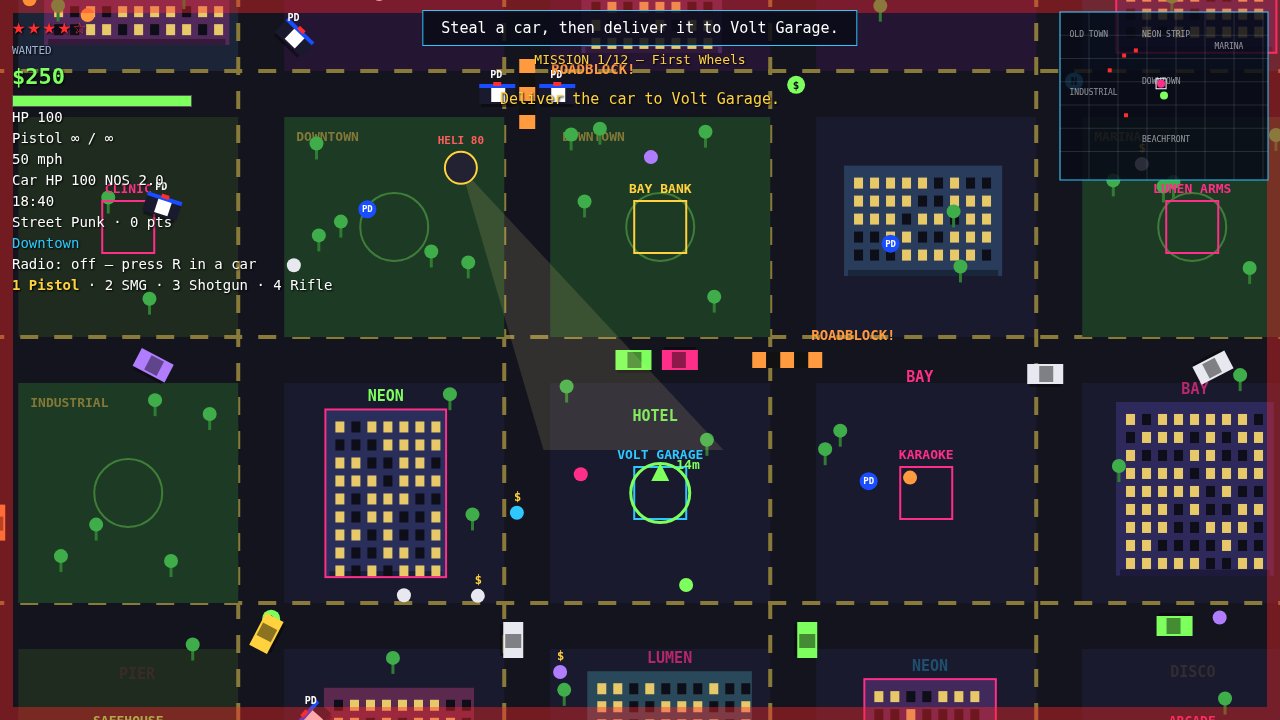 ★★★★☆
WANTED
$250
HP 100
Pistol ∞ / ∞
50 mph
Car HP 100 NOS 2.0
18:40
Street Punk · 0 pts
Downtown
Radio: off — press R in a car
1 Pistol · 2 SMG · 3 Shotgun · 4 Rifle
Steal a car, then deliver it to Volt Garage.
MISSION 1/12 — First Wheels
ROADBLOCK!
Deliver the car to Volt Garage.
PD
PD
PD
$
OLD TOWN
NEON STRIP
MARINA
DOWNTOWN
INDUSTRIAL
BEACHFRONT
DOWNTOWN
HELI 80
DOWNTOWN
MARINA
$
CLINIC
PD
BAY BANK
LUMEN ARMS
PD
PD
ROADBLOCK!
BAY
BAY
INDUSTRIAL
NEON
HOTEL
VOLT GARAGE
14m
KARAOKE
PD
$
$
PIER
$
LUMEN
NEON
DISCO
PD
SAFEHOUSE
ARCADE